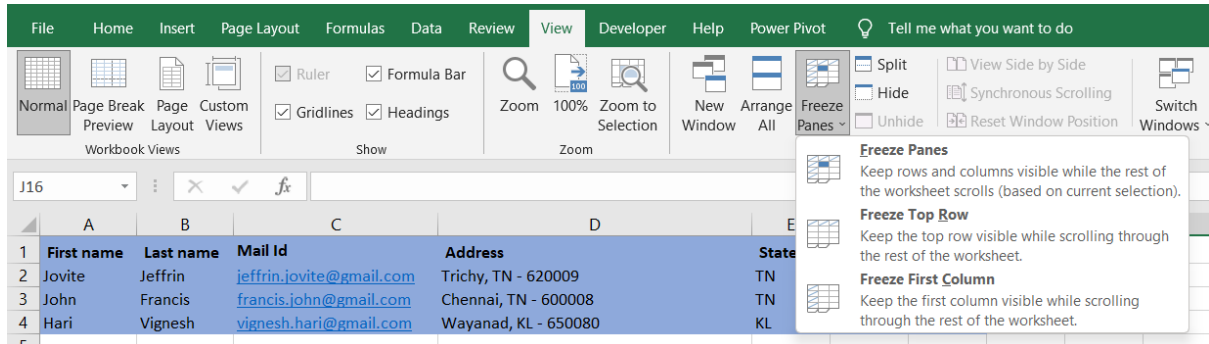 File Home Insert Page Layout Formulas Data Review View Developer Help Power Pivot Tell me what you want to do
Normal Page Break Preview Page Layout Custom Views
Workbook Views
Ruler Formula Bar
Gridlines Headings
Show
Zoom 100% Zoom to Selection
100
Zoom
New Window Arrange All Freeze Panes
Split
Hide
Unhide
View Side by Side
Synchronous Scrolling
Reset Window Position
Switch Windows
Freeze Panes
Keep rows and columns visible while the rest of
the worksheet scrolls (based on current selection).
Freeze Top Row
Keep the top row visible while scrolling through
the rest of the worksheet.
Freeze First Column
Keep the first column visible while scrolling
through the rest of the worksheet.
J16 fx
A B C D E
1 First name Last name Mail Id Address State
2 Jovite Jeffrin jeffrin.jovite@gmail.com Trichy, TN - 620009 TN
3 John Francis francis.john@gmail.com Chennai, TN - 600008 TN
4 Hari Vignesh vignesh.hari@gmail.com Wayanad, KL - 650080 KL